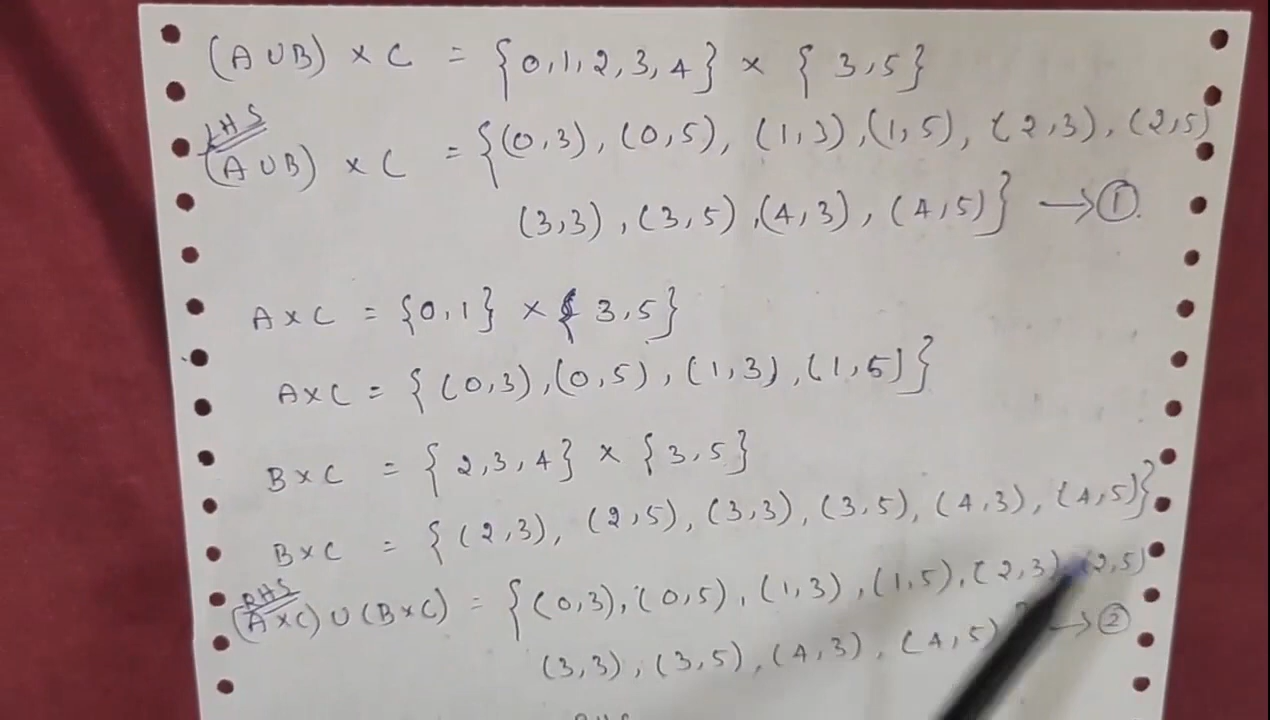 (A∪B) × C = {0,1,2,3,4} × {3,5}
LHS
(A∪B) × C = {(0,3), (0,5), (1,3), (1,5), (2,3), (2,5)
(3,3), (3,5), (4,3), (4,5)} → ①.
A×C = {0,1} × { 3,5}
A×C = {(0,3),(0,5),(1,3),(1,5)}
B×C = {2,3,4} × {3,5}
B×C = {(2,3), (2,5), (3,3), (3,5), (4,3), (4,5)}
RHS
(A×C)∪(B×C) = {(0,3),(0,5),(1,3),(1,5),(2,3),(2,5)
(3,3),(3,5),(4,3),(4,5) → ②